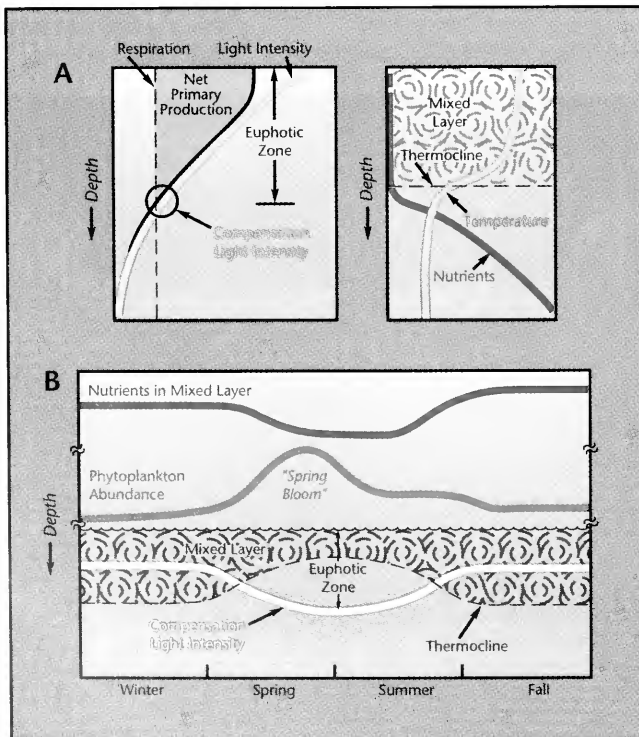 A
Respiration
Light Intensity
Net
Primary
Production
Euphotic
Zone
Depth
Compensation
Light Intensity
Mixed
Layer
Thermocline
Temperature
Depth
Nutrients
B
Nutrients in Mixed Layer
Phytoplankton
Abundance
"Spring
Bloom"
Depth
Mixed Layer
Euphotic
Zone
Compensation
Light Intensity
Thermocline
Winter
Spring
Summer
Fall